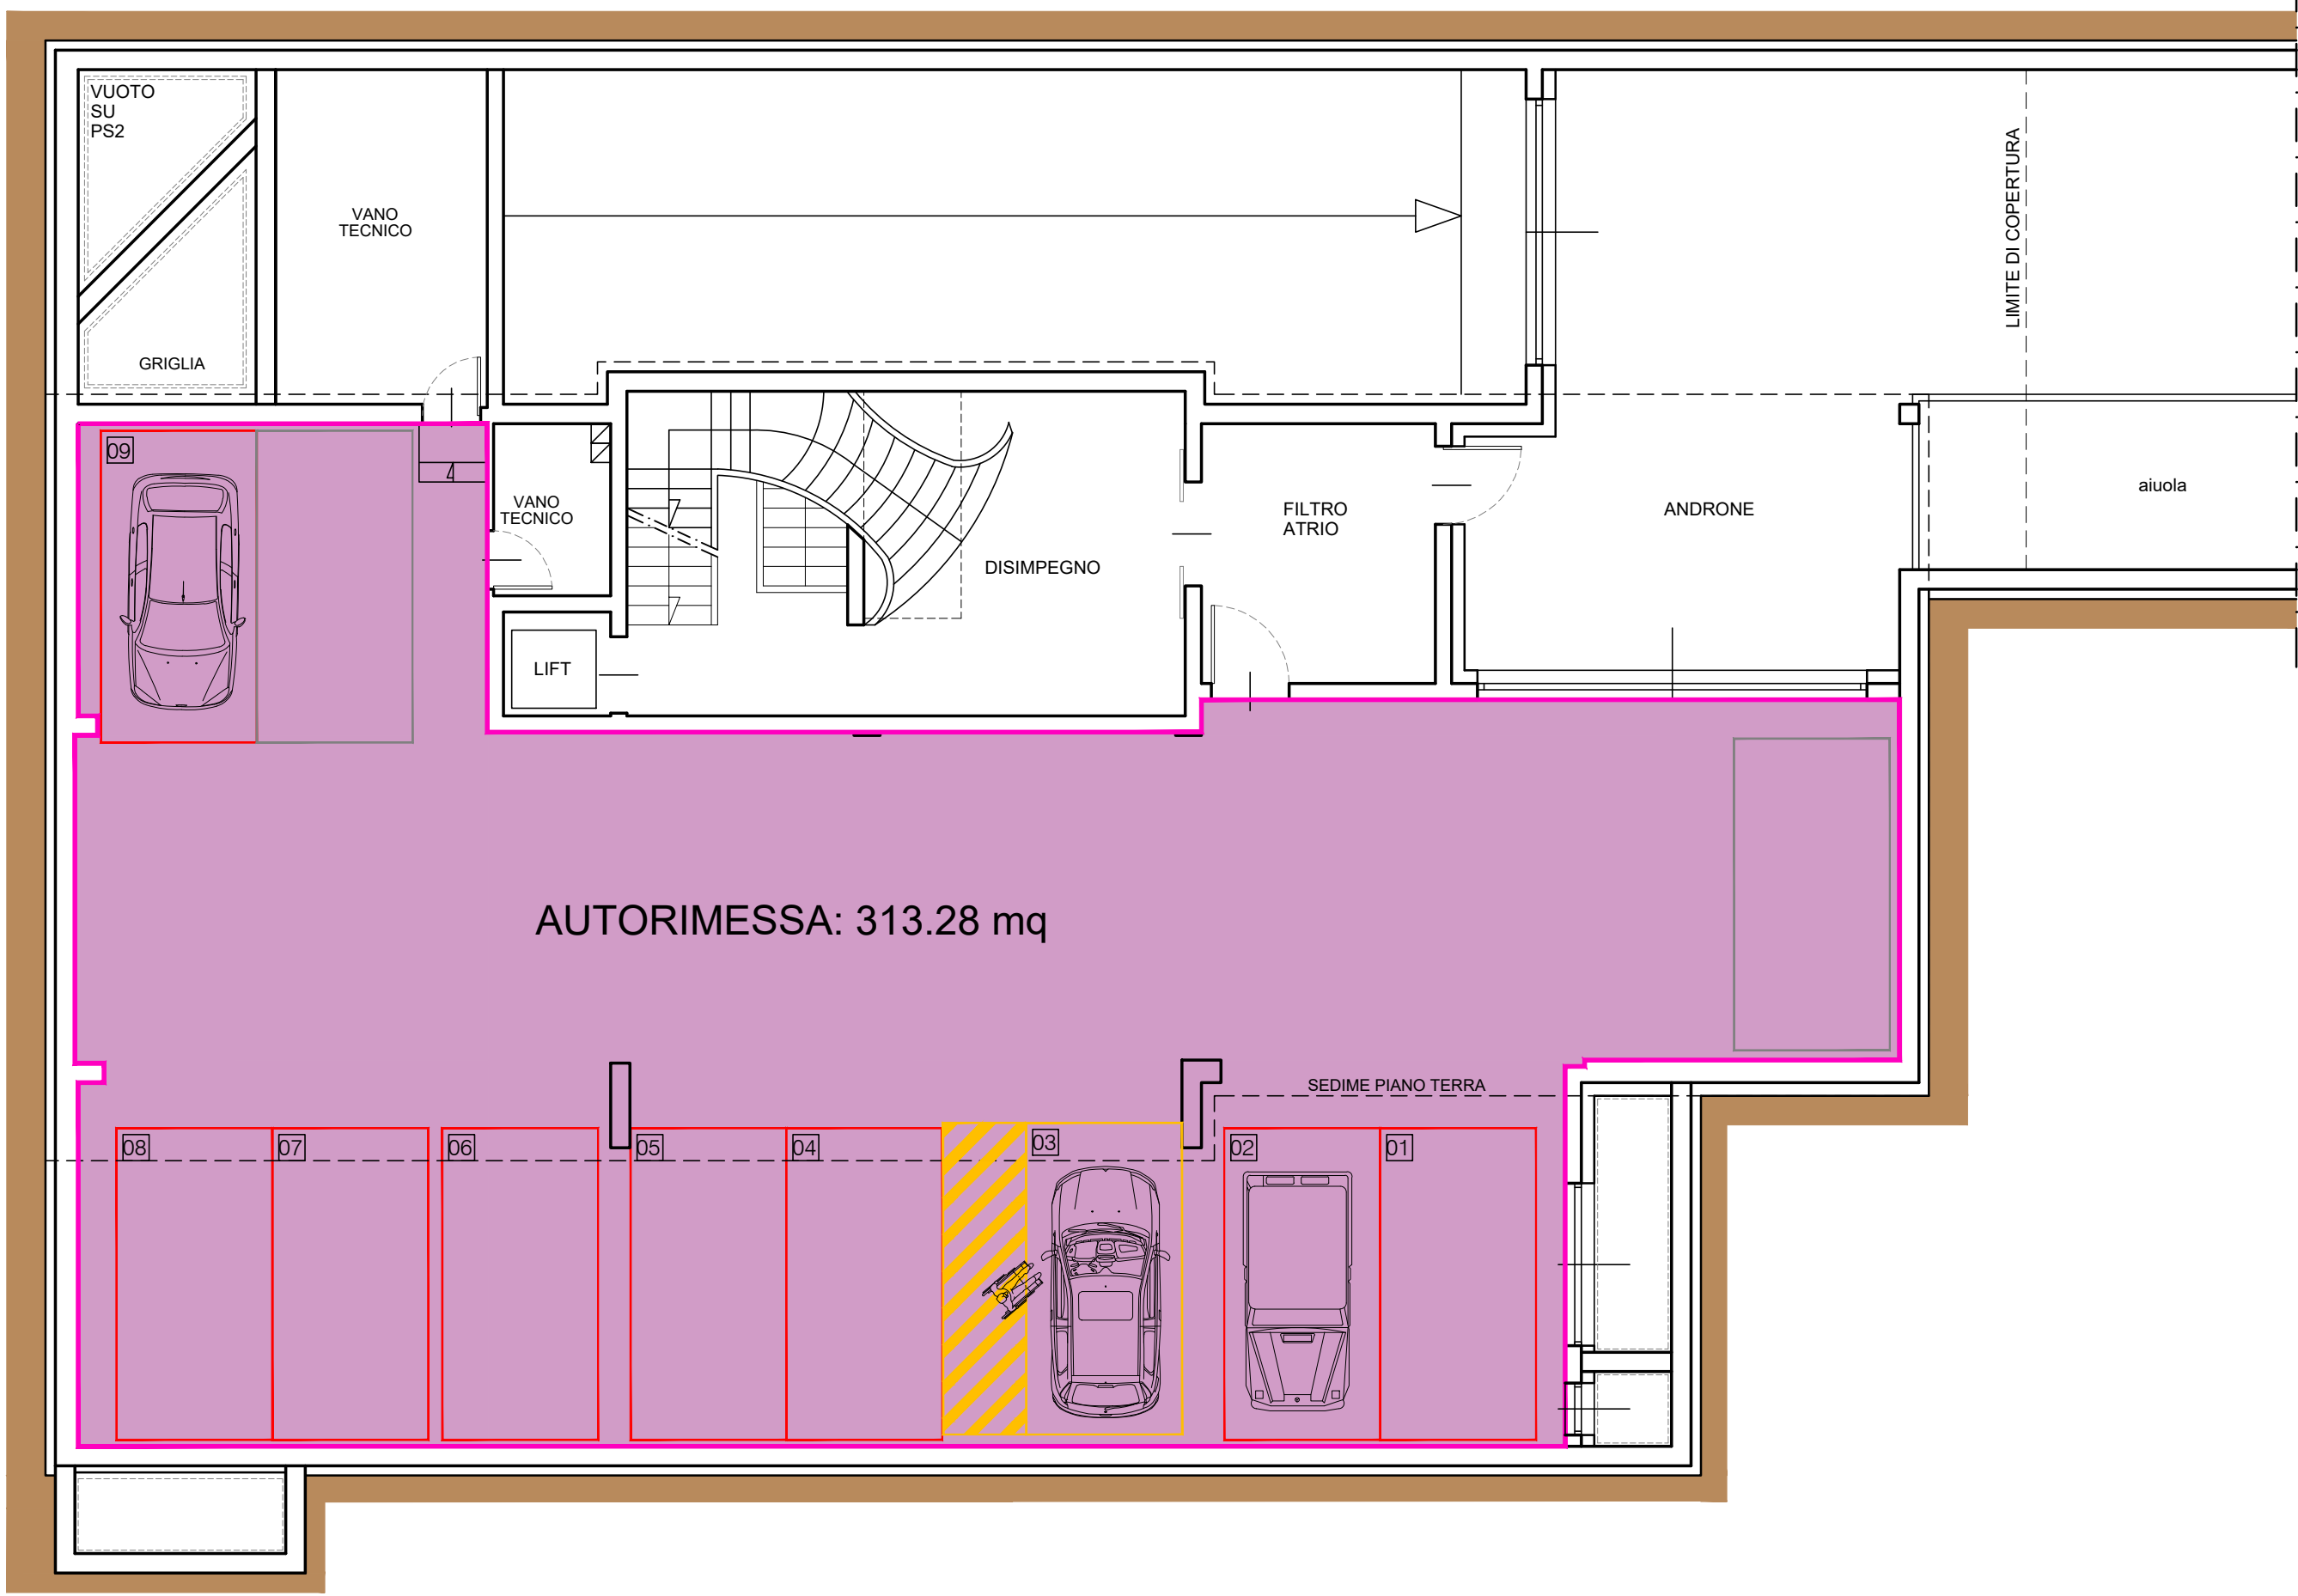 VUOTO
SU
PS2
VANO
TECNICO
LIMITE DI COPERTURA
GRIGLIA
09
VANO
TECNICO
FILTRO
ATRIO
ANDRONE
aiuola
DISIMPEGNO
LIFT
AUTORIMESSA: 313.28 mq
SEDIME PIANO TERRA
08
07
06
05
04
03
02
01